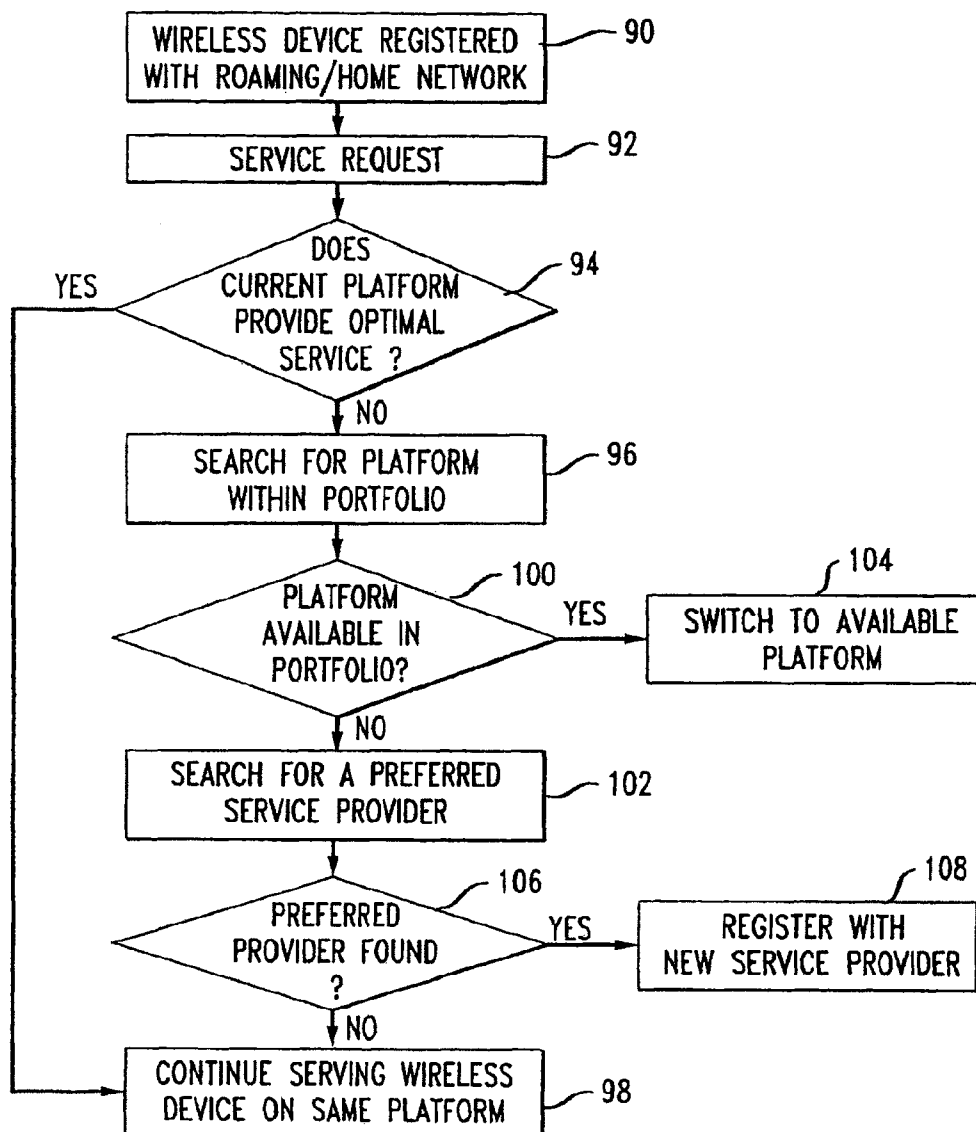 WIRELESS DEVICE REGISTERED
WITH ROAMING/HOME NETWORK
90
SERVICE REQUEST
92
DOES
CURRENT PLATFORM
PROVIDE OPTIMAL
SERVICE ?
94
YES
NO
SEARCH FOR PLATFORM
WITHIN PORTFOLIO
96
PLATFORM
AVAILABLE IN
PORTFOLIO?
100
YES
SWITCH TO AVAILABLE
PLATFORM
104
NO
SEARCH FOR A PREFERRED
SERVICE PROVIDER
102
PREFERRED
PROVIDER FOUND
?
106
YES
REGISTER WITH
NEW SERVICE PROVIDER
108
NO
CONTINUE SERVING WIRELESS
DEVICE ON SAME PLATFORM
98